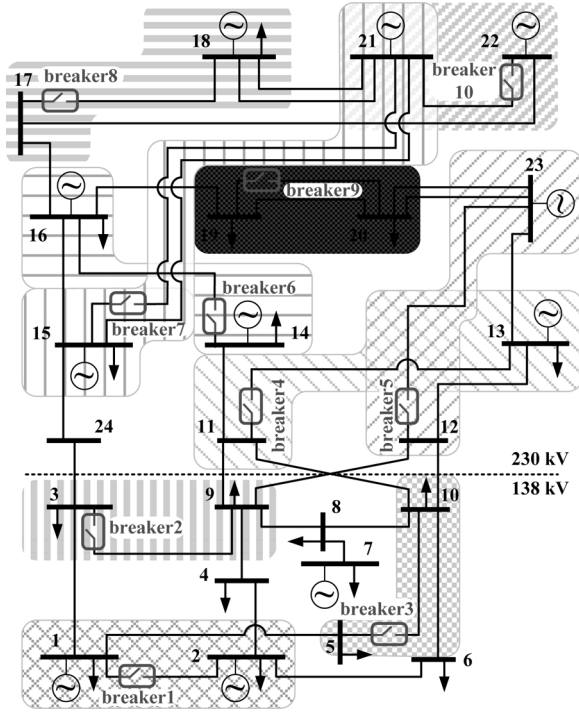 18
21
22
17
breaker8
breaker
10
23
breaker9
19
20
16
breaker6
15
breaker7
14
13
breaker4
breaker5
24
11
12
230 kV
138 kV
3
9
10
8
breaker2
7
4
breaker3
1
2
5
6
breaker1